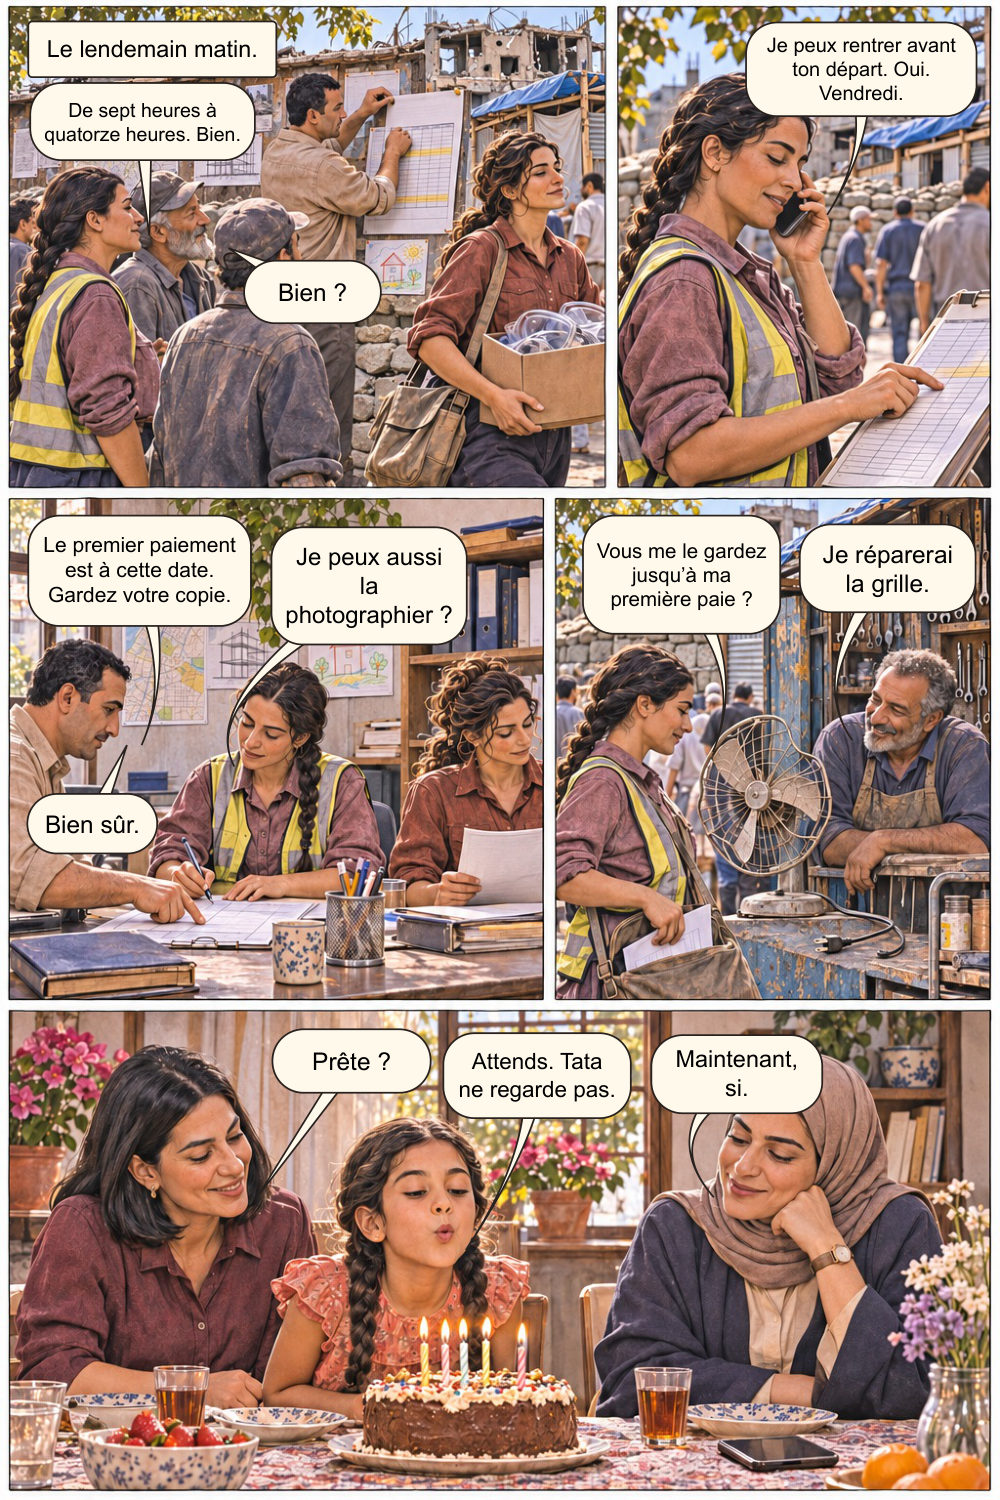 Le lendemain matin.
De sept heures à
quatorze heures. Bien.
Bien ?
Je peux rentrer avant
ton départ. Oui.
Vendredi.
Le premier paiement
est à cette date.
Gardez votre copie.
Je peux aussi
la
photographier ?
Bien sûr.
Vous me le gardez
jusqu'à ma
première paie ?
Je réparerai
la grille.
Prête ?
Attends. Tata
ne regarde pas.
Maintenant,
si.